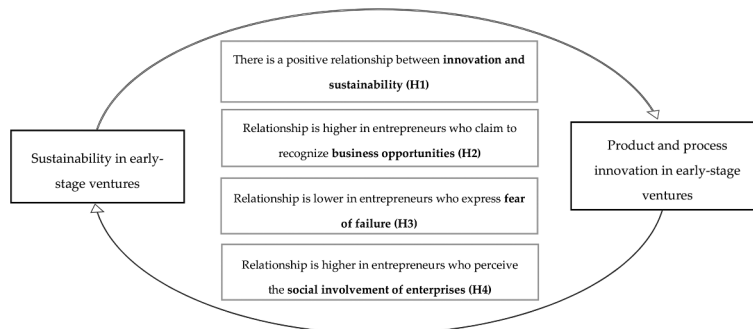 There is a positive relationship between innovation and
sustainability (H1)
Relationship is higher in entrepreneurs who claim to
recognize business opportunities (H2)
Sustainability in early-
stage ventures
Product and process
innovation in early-stage
ventures
Relationship is lower in entrepreneurs who express fear
of failure (H3)
Relationship is higher in entrepreneurs who perceive
the social involvement of enterprises (H4)